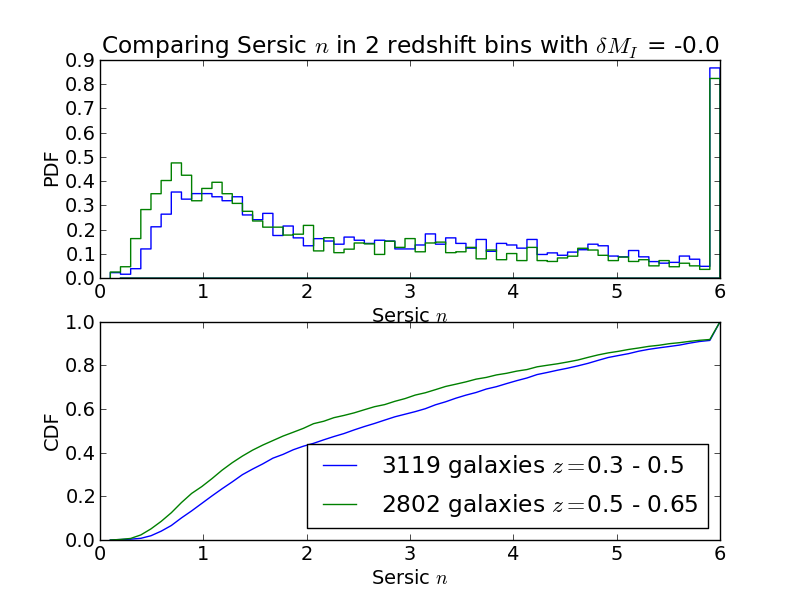 Comparing Sersic n in 2 redshift bins with δM_I = -0.0
0.9
0.8
0.7
0.6
0.5
0.4
0.3
0.2
0.1
0.0
PDF
0 1 2 3 4 5 6
Sersic n
1.0
0.8
0.6
0.4
0.2
0.0
CDF
3119 galaxies z=0.3 - 0.5
2802 galaxies z=0.5 - 0.65
0 1 2 3 4 5 6
Sersic n